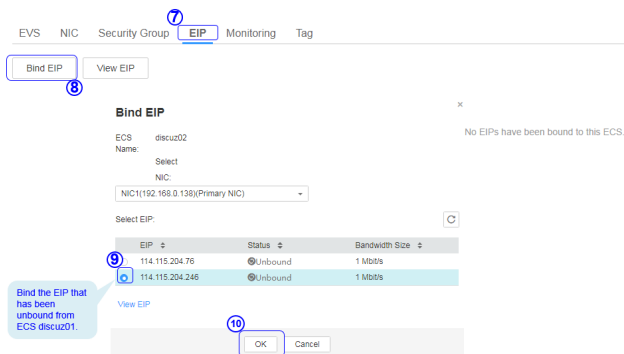 ⑦
EVS NIC Security Group EIP Monitoring Tag
Bind EIP View EIP
⑧
Bind EIP ×
No EIPs have been bound to this ECS.
ECS Name: discuz02
Select
NIC:
NIC1(192.168.0.138)(Primary NIC)
Select EIP:
EIP Status Bandwidth Size
⑨
114.115.204.76 Unbound 1 Mbit/s
114.115.204.246 Unbound 1 Mbit/s
Bind the EIP that
has been
unbound from
ECS discuz01.
View EIP
⑩
OK Cancel